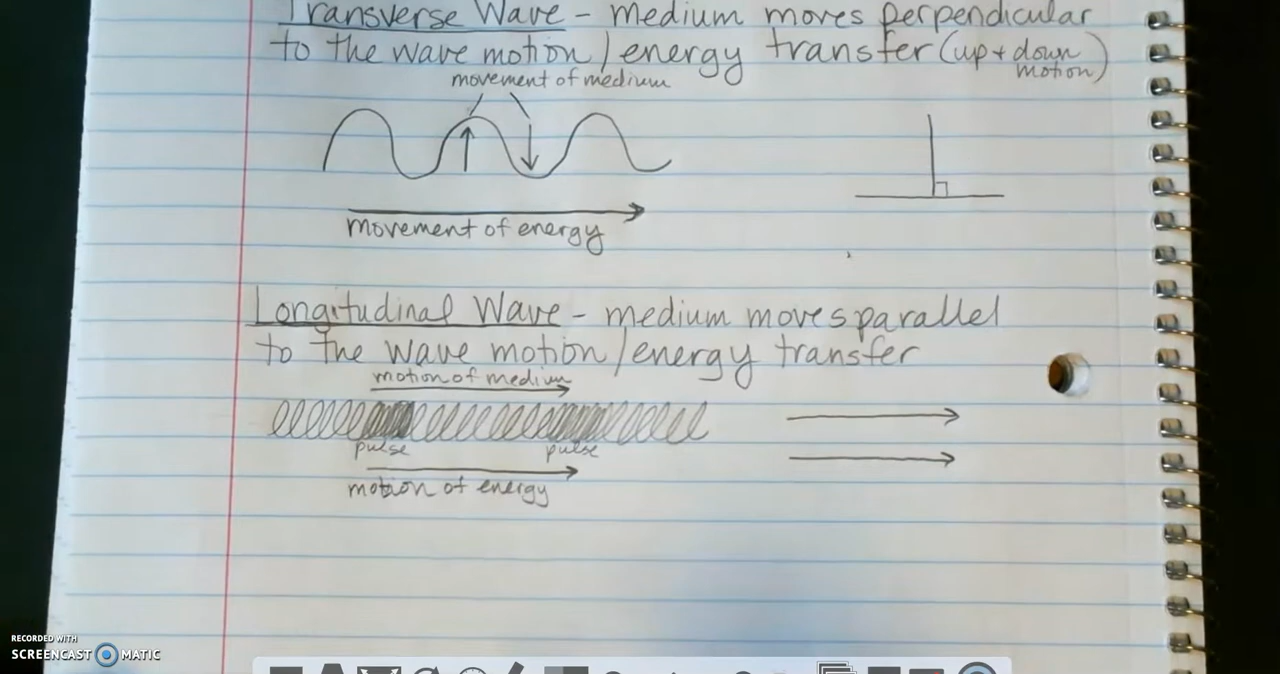 Transverse Wave - medium moves perpendicular
to the wave motion/energy transfer (up + down
motion)
movement of medium
movement of energy
Longitudinal Wave - medium moves parallel
to the wave motion/energy transfer
motion of medium
pulse pulse
motion of energy
RECORDED WITH
SCREENCAST MATIC